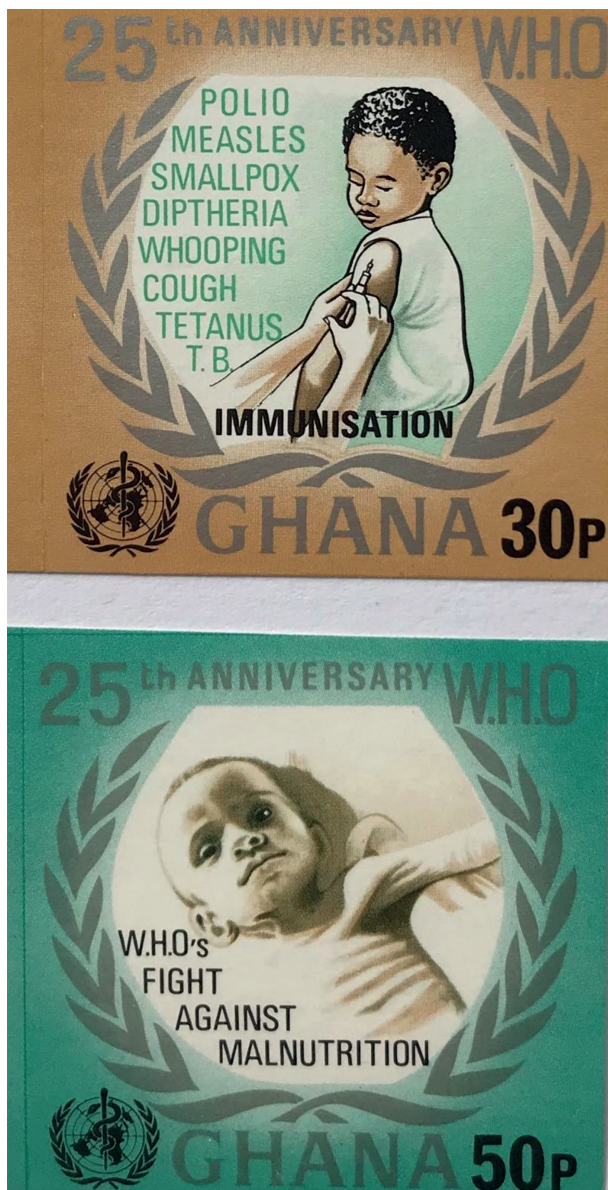 25th ANNIVERSARY W.H.O
POLIO
MEASLES
SMALLPOX
DIPTHERIA
WHOOPING
COUGH
TETANUS
T.B.
IMMUNISATION
GHANA 30P
25th ANNIVERSARY W.H.O
W.H.O's
FIGHT
AGAINST
MALNUTRITION
GHANA 50P